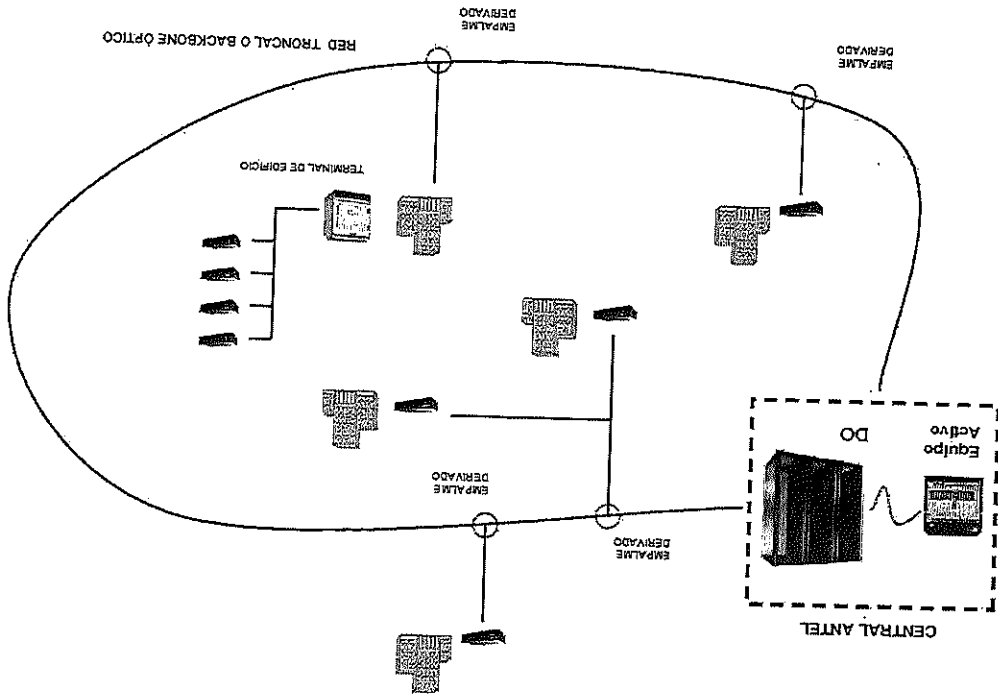 CENTRAL ANTEL
Equipo
Activo
DO
EMPALME
DERIVADO
EMPALME
DERIVADO
TERMINAL DE EDIFICIO
EMPALME
DERIVADO
RED TRONCAL O BACKBONE ÓPTICO
EMPALME
DERIVADO